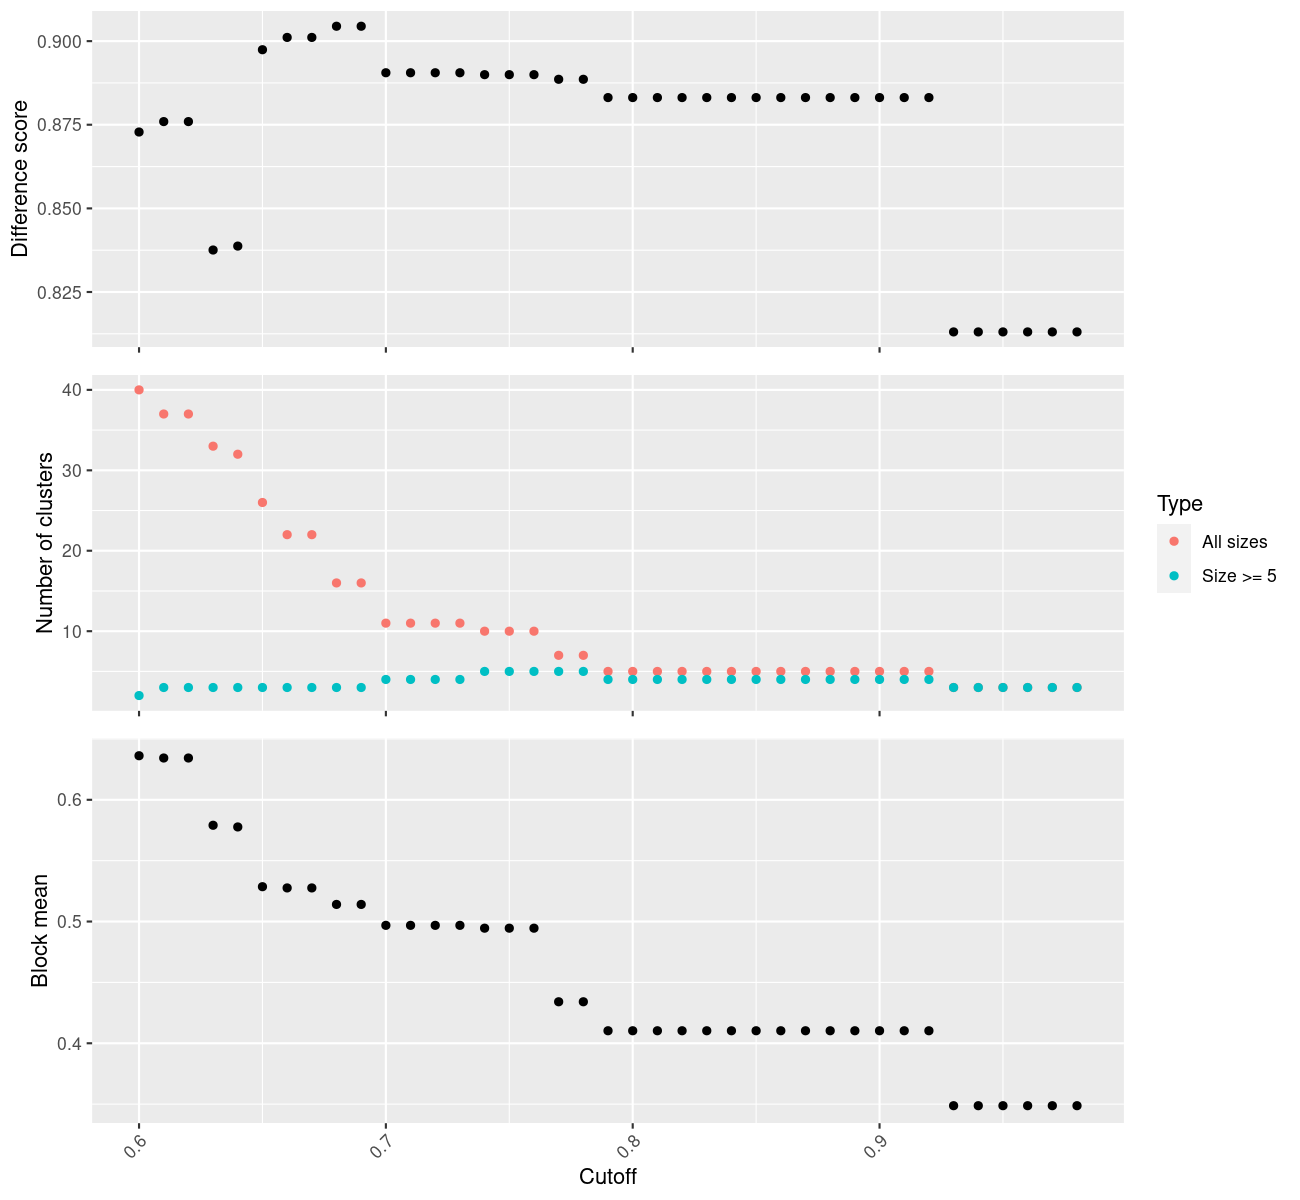 0.900
0.875
0.850
0.825
Difference score
40
30
20
10
Number of clusters
Type
All sizes
Size >= 5
0.6
0.5
0.4
Block mean
0.6
0.7
0.8
0.9
Cutoff